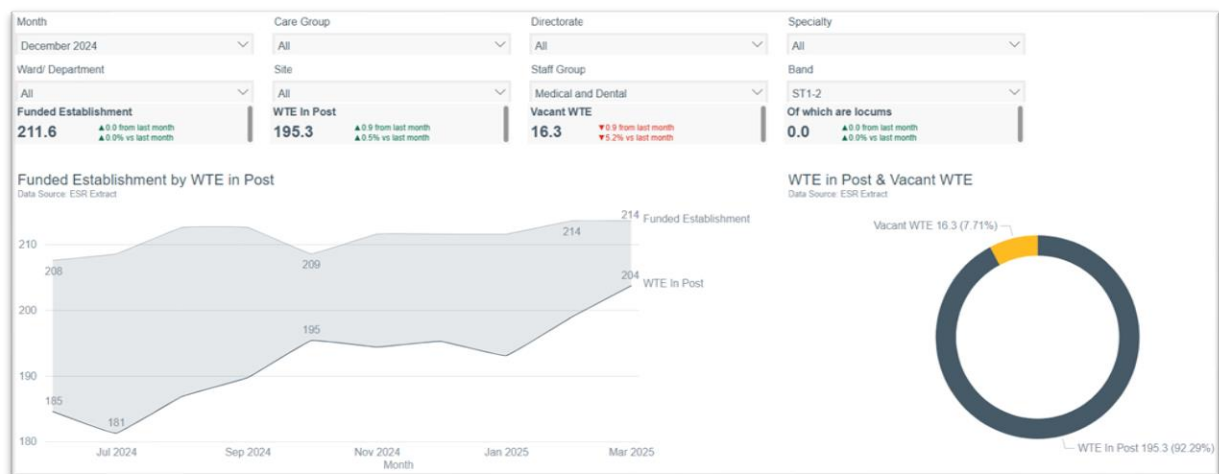 Month
Care Group
Directorate
Specialty
December 2024
All
All
All
Ward/ Department
Site
Staff Group
Band
All
All
Medical and Dental
ST1-2
Funded Establishment
211.6
▲0.0 from last month
▲0.0% vs last month
WTE In Post
195.3
▲0.9 from last month
▲0.5% vs last month
Vacant WTE
16.3
▼0.9 from last month
▼5.2% vs last month
Of which are locums
0.0
▲0.0 from last month
▲0.0% vs last month
Funded Establishment by WTE in Post
Data Source: ESR Extract
214 Funded Establishment
214
210
208
209
204 WTE In Post
200
195
190
185
181
180
Jul 2024
Sep 2024
Nov 2024
Jan 2025
Mar 2025
Month
WTE in Post & Vacant WTE
Data Source: ESR Extract
Vacant WTE 16.3 (7.71%)
WTE In Post 195.3 (92.29%)